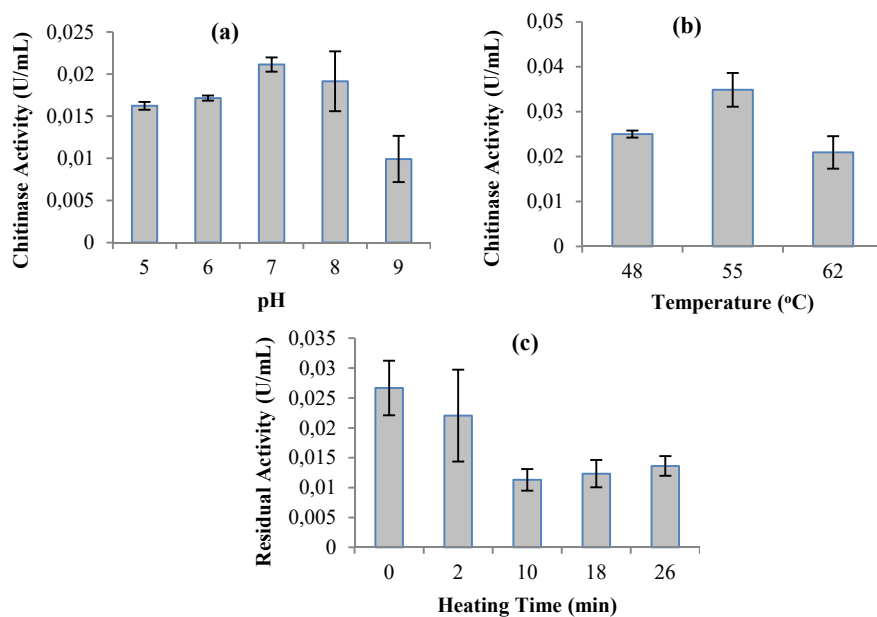 (a)
Chitinase Activity (U/mL)
0,025
0,02
0,015
0,01
0,005
0
5 6 7 8 9
pH
(b)
Chitinase Activity (U/mL)
0,05
0,04
0,03
0,02
0,01
0
48 55 62
Temperature (ᵒC)
(c)
Residual Activity (U/mL)
0,035
0,03
0,025
0,02
0,015
0,01
0,005
0
0 2 10 18 26
Heating Time (min)